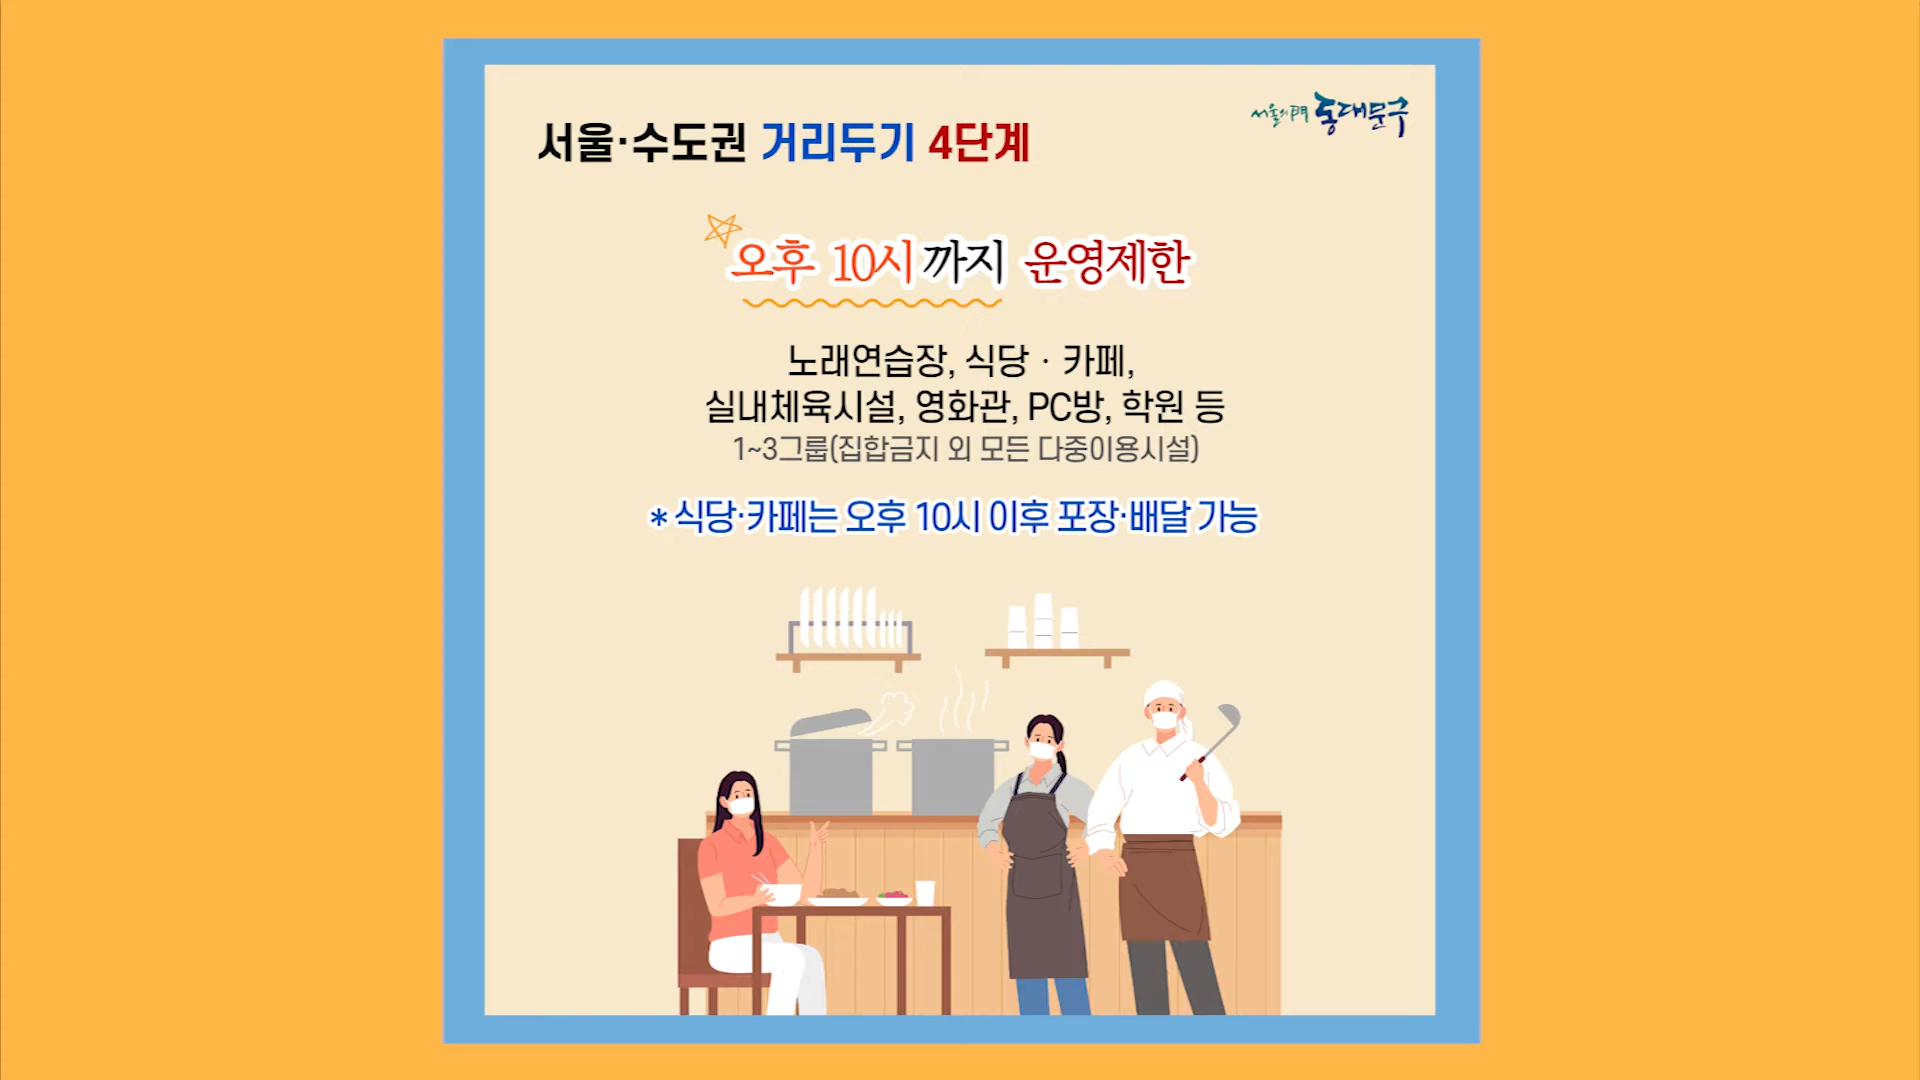 서울의門 동대문구
서울·수도권 거리두기 4단계
오후 10시까지 운영제한
노래연습장, 식당 · 카페,
실내체육시설, 영화관, PC방, 학원 등
1~3그룹(집합금지 외 모든 다중이용시설)
*식당·카페는 오후 10시 이후 포장·배달 가능